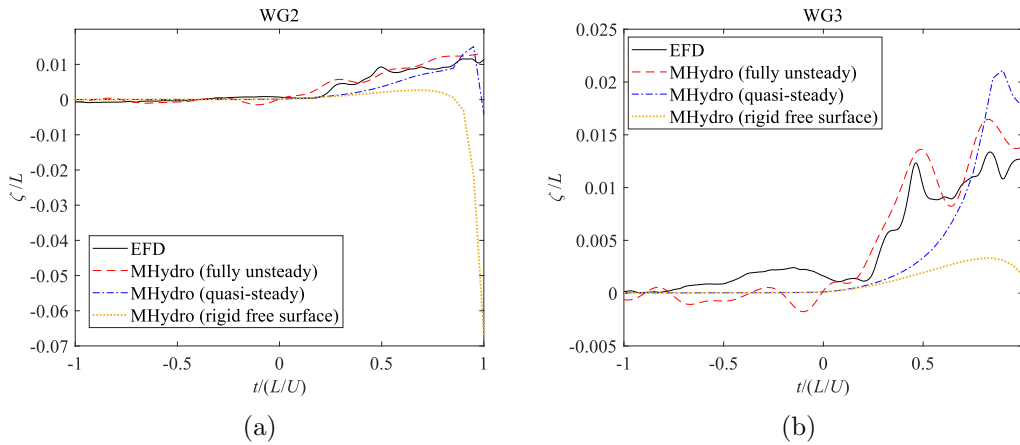 WG2
0.01
0
-0.01
-0.02
-0.03
-0.04
-0.05
-0.06
-0.07
ζ/L
-1
-0.5
0
0.5
1
t/(L/U)
EFD
MHydro (fully unsteady)
MHydro (quasi-steady)
MHydro (rigid free surface)
(a)
WG3
0.025
0.02
0.015
0.01
0.005
0
-0.005
ζ/L
-1
-0.5
0
0.5
t/(L/U)
EFD
MHydro (fully unsteady)
MHydro (quasi-steady)
MHydro (rigid free surface)
(b)